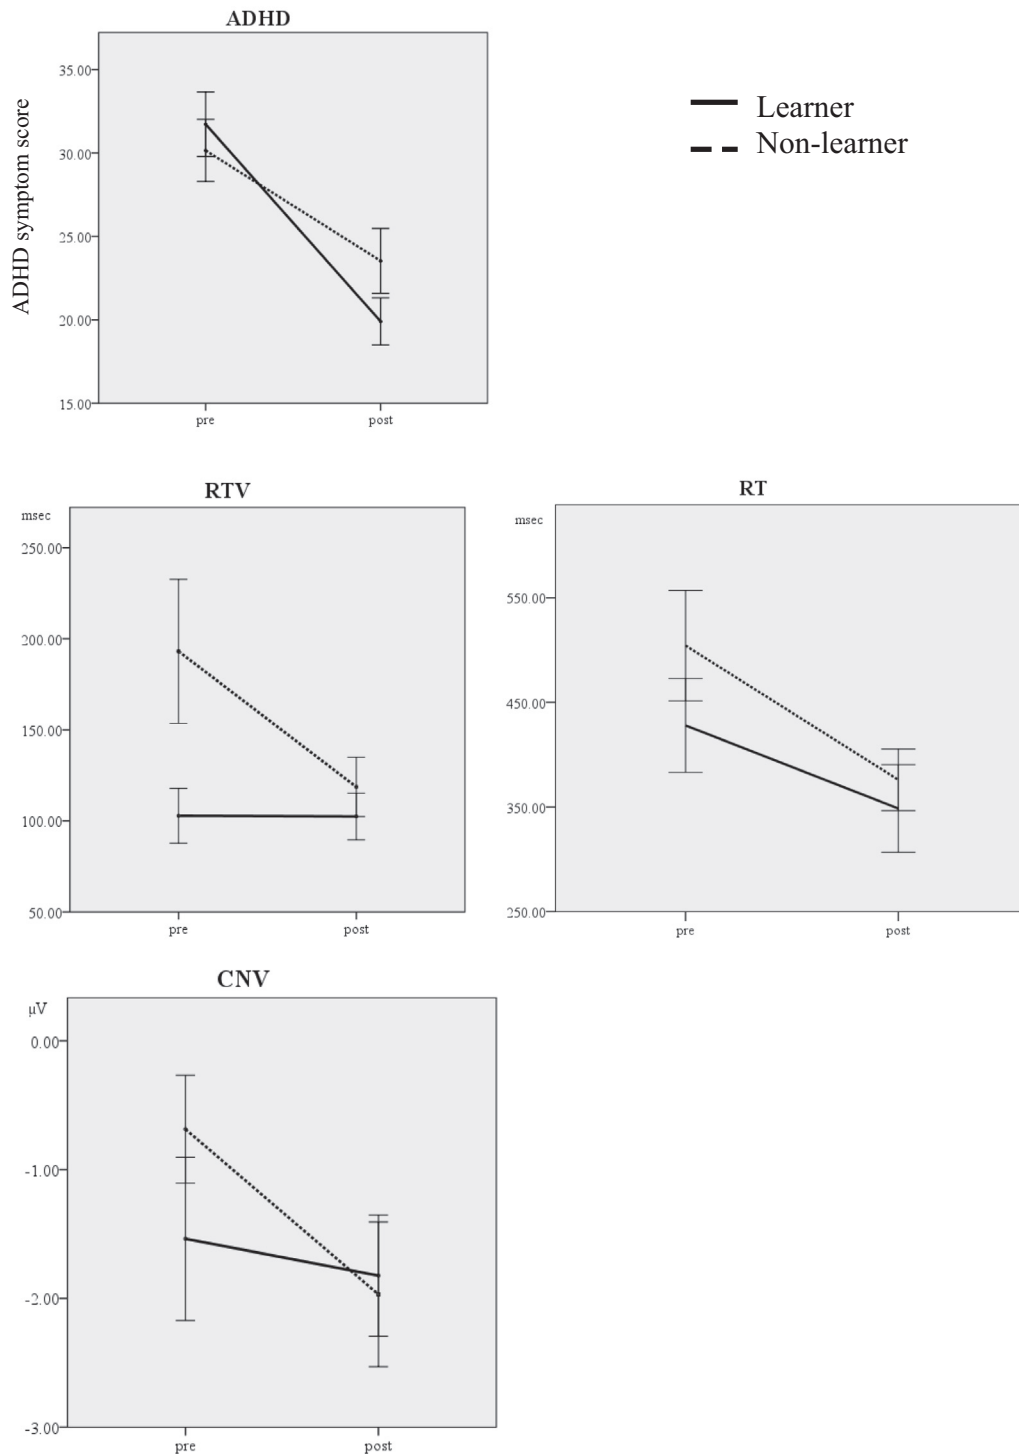 ADHD
ADHD symptom score
35.00
30.00
25.00
20.00
15.00
pre
post
Learner
Non-learner
RTV
msec
250.00
200.00
150.00
100.00
50.00
pre
post
RT
msec
550.00
450.00
350.00
250.00
pre
post
CNV
µV
0.00
-1.00
-2.00
-3.00
pre
post